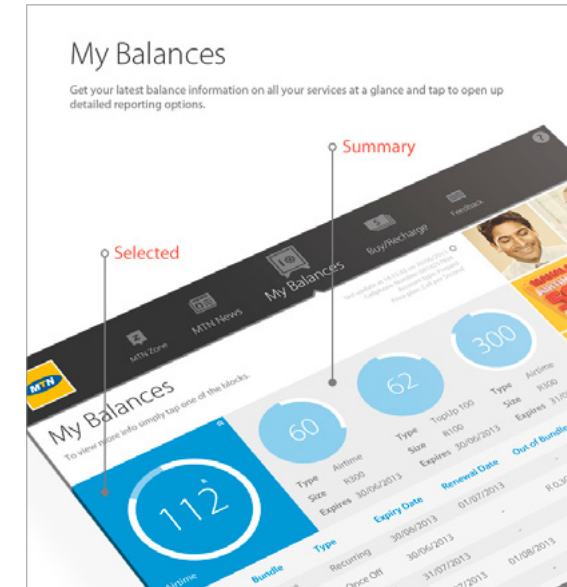 My Balances
Get your latest balance information on all your services at a glance and tap to open up
detailed reporting options.
Summary
Selected
MTN Zone
MTN News
My Balances
Buy/Recharge
Feedback
MTN
My Balances
To view more info simply tap one of the blocks.
112
Airtime
60
Type Airtime
Size R300
Expires 30/06/2013
62
Type TopUp 100
Size R100
Expires 30/06/2013
300
Type Airtime
Size R300
Expires
Bundle Type Expiry Date Renewal Date Out of Bundle
Recurring 30/06/2013 01/07/2013 -
Once Off 30/06/2013 -
31/07/2013 01/08/2013